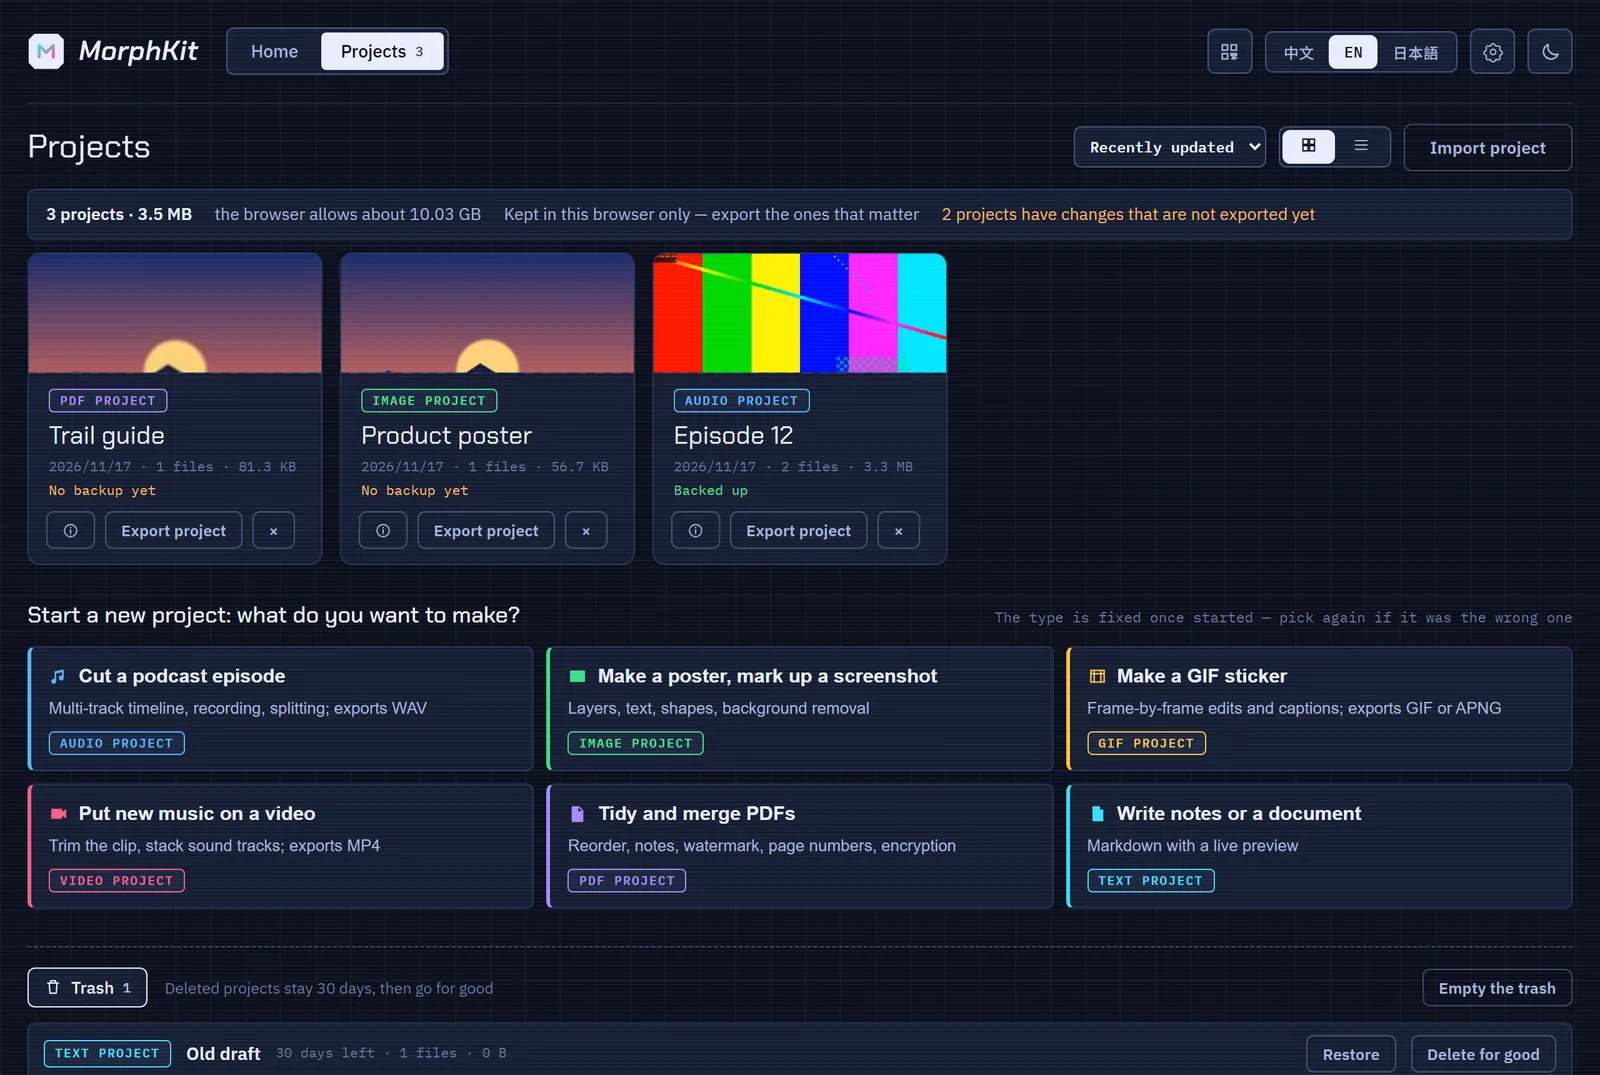 MorphKit
Home
Projects 3
中文
EN
日本語
Projects
Recently updated
Import project
3 projects · 3.5 MB
the browser allows about 10.03 GB
Kept in this browser only — export the ones that matter
2 projects have changes that are not exported yet
PDF PROJECT
Trail guide
2026/11/17 · 1 files · 81.3 KB
No backup yet
Export project
×
IMAGE PROJECT
Product poster
2026/11/17 · 1 files · 56.7 KB
No backup yet
Export project
×
AUDIO PROJECT
Episode 12
2026/11/17 · 2 files · 3.3 MB
Backed up
Export project
×
Start a new project: what do you want to make?
The type is fixed once started — pick again if it was the wrong one
Cut a podcast episode
Multi-track timeline, recording, splitting; exports WAV
AUDIO PROJECT
Make a poster, mark up a screenshot
Layers, text, shapes, background removal
IMAGE PROJECT
Make a GIF sticker
Frame-by-frame edits and captions; exports GIF or APNG
GIF PROJECT
Put new music on a video
Trim the clip, stack sound tracks; exports MP4
VIDEO PROJECT
Tidy and merge PDFs
Reorder, notes, watermark, page numbers, encryption
PDF PROJECT
Write notes or a document
Markdown with a live preview
TEXT PROJECT
Trash 1
Deleted projects stay 30 days, then go for good
Empty the trash
TEXT PROJECT
Old draft
30 days left · 1 files · 0 B
Restore
Delete for good